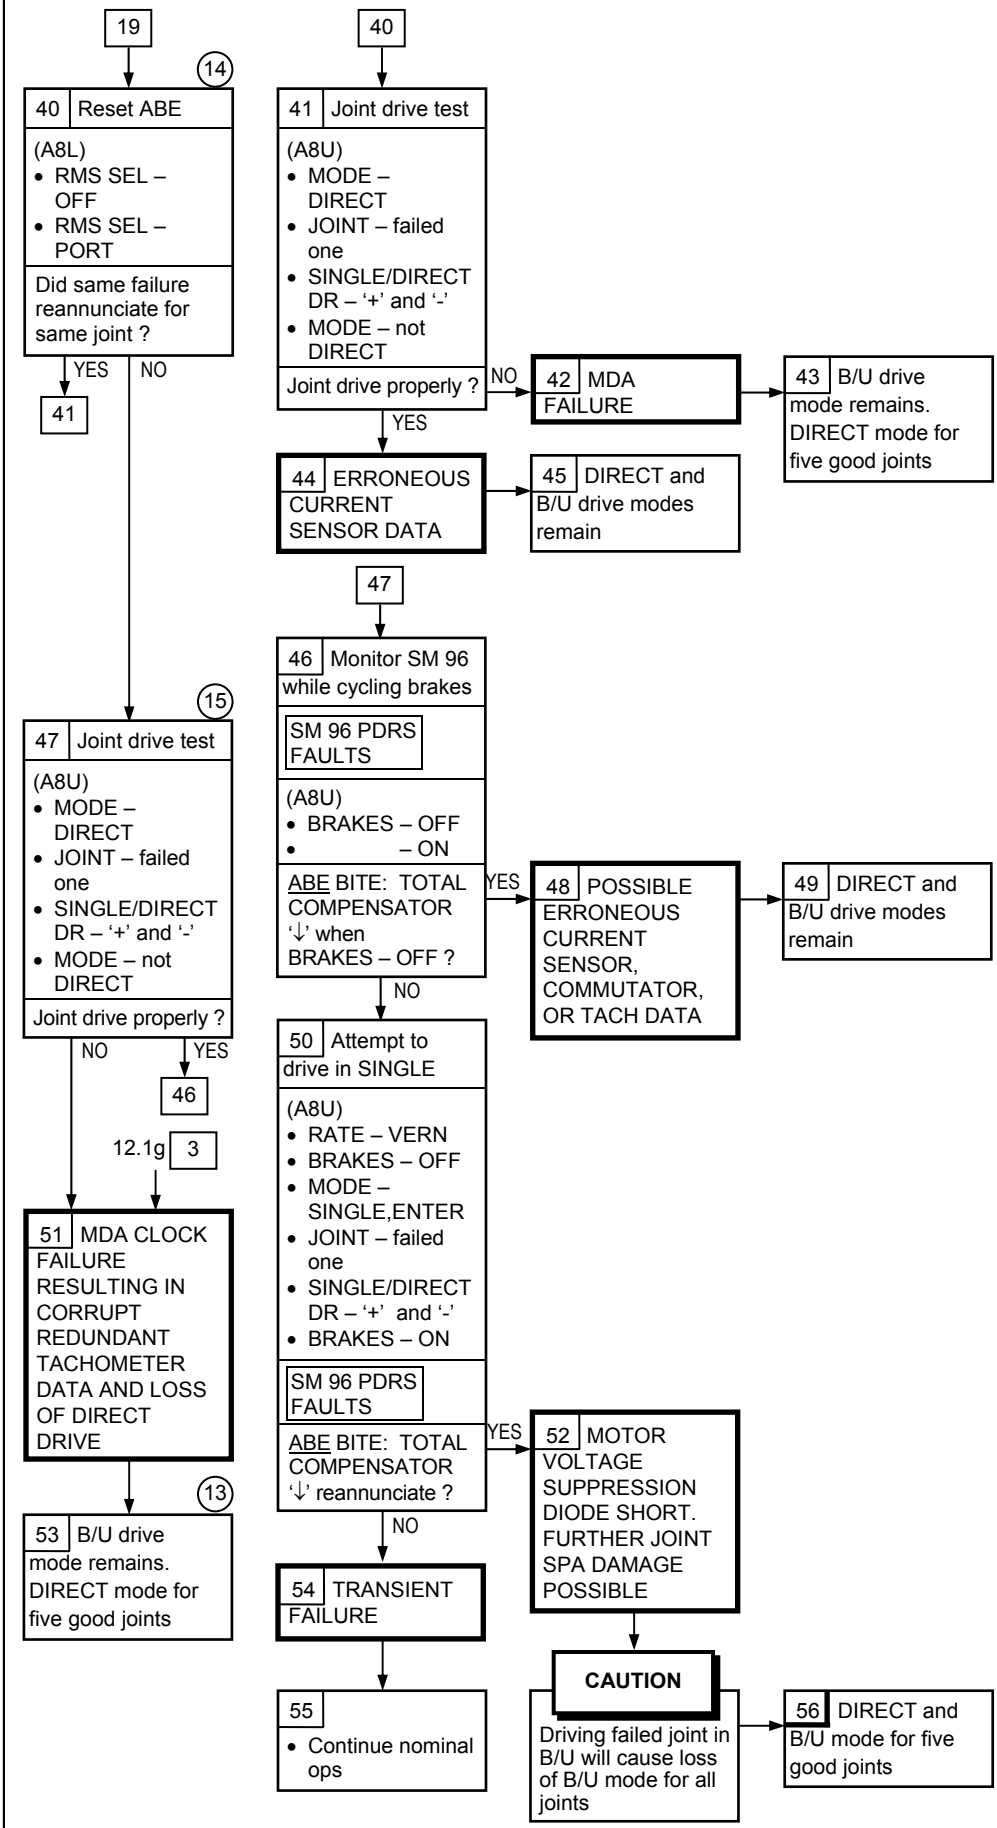 19
14
40 Reset ABE
(A8L)
• RMS SEL –
OFF
• RMS SEL –
PORT
Did same failure
reannunciate for
same joint ?
YES
NO
41
15
47 Joint drive test
(A8U)
• MODE –
DIRECT
• JOINT – failed
one
• SINGLE/DIRECT
DR – ‘+’ and ‘-’
• MODE – not
DIRECT
Joint drive properly ?
NO
YES
46
12.1g 3
51 MDA CLOCK
FAILURE
RESULTING IN
CORRUPT
REDUNDANT
TACHOMETER
DATA AND LOSS
OF DIRECT
DRIVE
13
53 B/U drive
mode remains.
DIRECT mode for
five good joints
40
41 Joint drive test
(A8U)
• MODE –
DIRECT
• JOINT – failed
one
• SINGLE/DIRECT
DR – ‘+’ and ‘-’
• MODE – not
DIRECT
Joint drive properly ?
NO
YES
42 MDA
FAILURE
43 B/U drive
mode remains.
DIRECT mode for
five good joints
44 ERRONEOUS
CURRENT
SENSOR DATA
45 DIRECT and
B/U drive modes
remain
47
46 Monitor SM 96
while cycling brakes
SM 96 PDRS
FAULTS
(A8U)
• BRAKES – OFF
• – ON
ABE BITE: TOTAL
COMPENSATOR
‘↓’ when
BRAKES – OFF ?
YES
NO
48 POSSIBLE
ERRONEOUS
CURRENT
SENSOR,
COMMUTATOR,
OR TACH DATA
49 DIRECT and
B/U drive modes
remain
50 Attempt to
drive in SINGLE
(A8U)
• RATE – VERN
• BRAKES – OFF
• MODE –
SINGLE,ENTER
• JOINT – failed
one
• SINGLE/DIRECT
DR – ‘+’ and ‘-’
• BRAKES – ON
SM 96 PDRS
FAULTS
ABE BITE: TOTAL
COMPENSATOR
‘↓’ reannunciate ?
YES
NO
52 MOTOR
VOLTAGE
SUPPRESSION
DIODE SHORT.
FURTHER JOINT
SPA DAMAGE
POSSIBLE
54 TRANSIENT
FAILURE
55
• Continue nominal
ops
CAUTION
Driving failed joint in
B/U will cause loss
of B/U mode for all
joints
56 DIRECT and
B/U mode for five
good joints